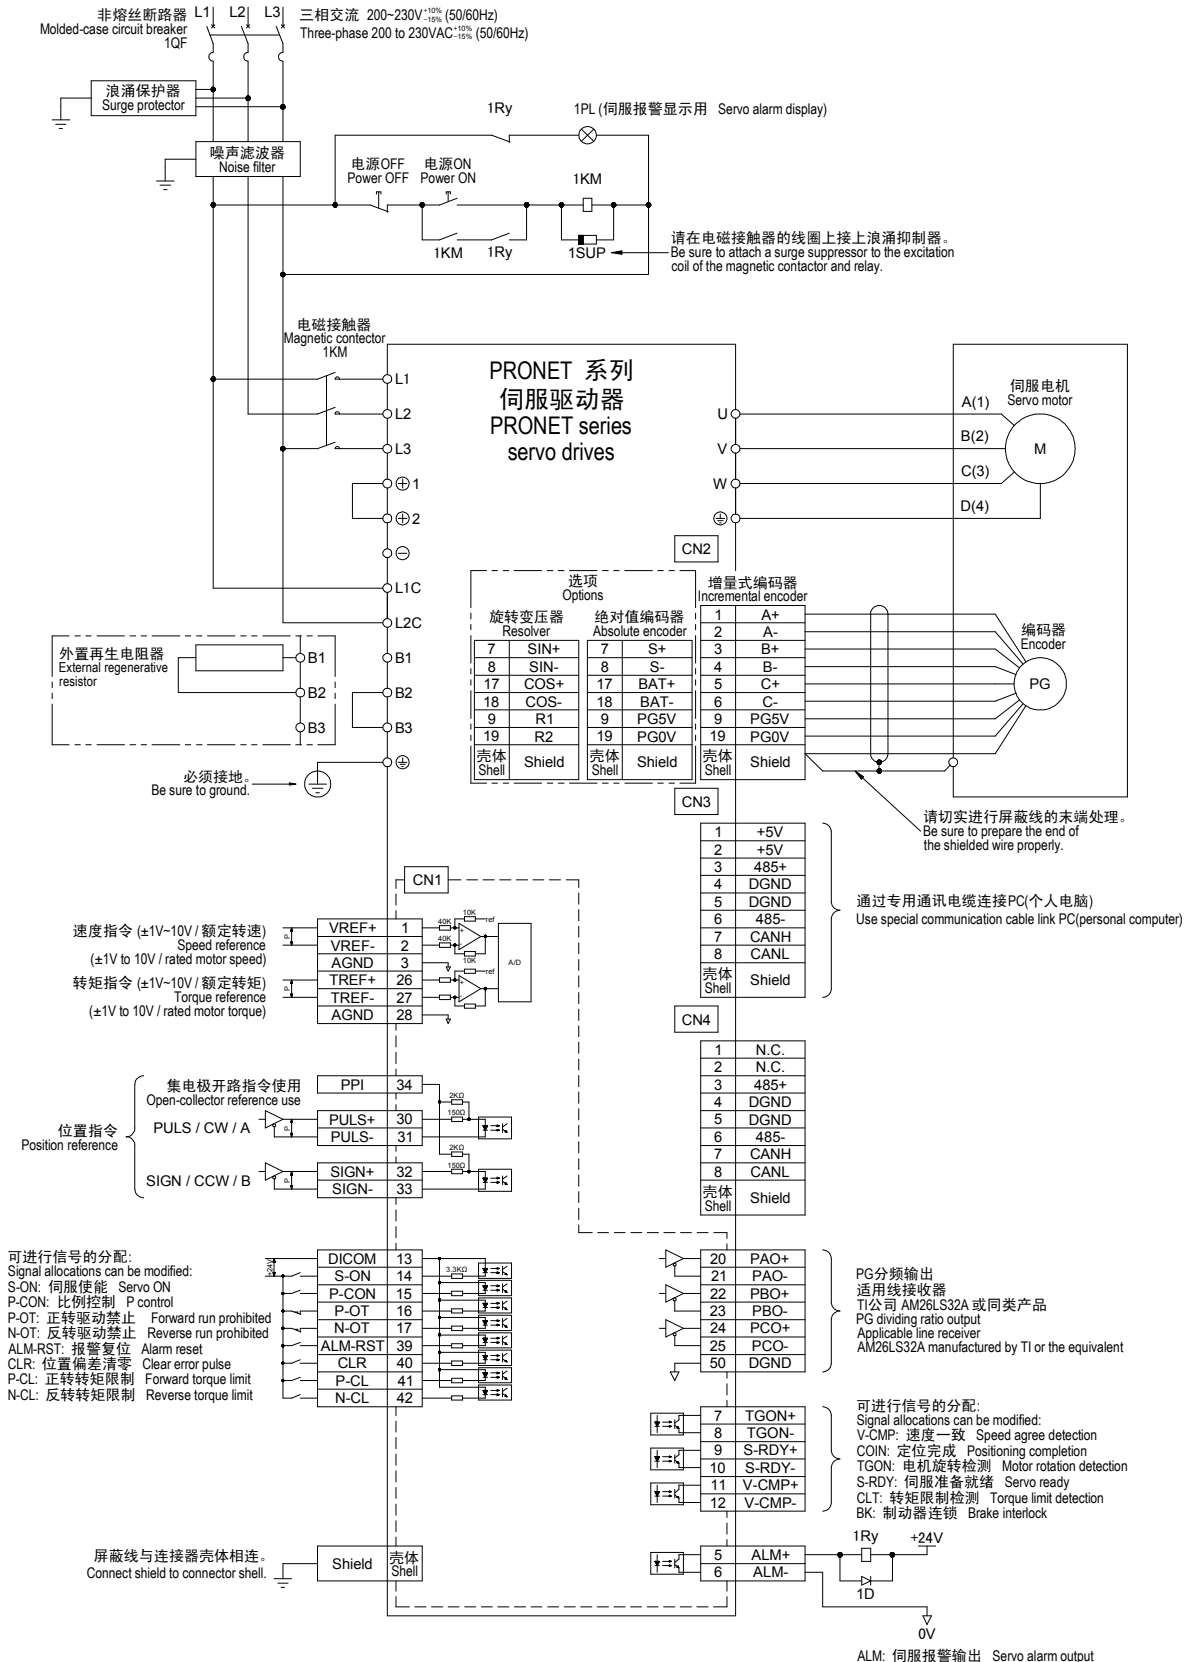 非熔丝断路器
Molded-case circuit breaker
1QF
L1
L2
L3
三相交流 200~230V +10% -15% (50/60Hz)
Three-phase 200 to 230VAC +10% -15% (50/60Hz)
浪涌保护器
Surge protector
噪声滤波器
Noise filter
1Ry
1PL (伺服报警显示用 Servo alarm display)
电源OFF
Power OFF
电源ON
Power ON
1KM
1KM
1Ry
1SUP
请在电磁接触器的线圈上接上浪涌抑制器。
Be sure to attach a surge suppressor to the excitation
coil of the magnetic contactor and relay.
电磁接触器
Magnetic contector
1KM
PRONET 系列
伺服驱动器
PRONET series
servo drives
L1
L2
L3
⊕1
⊕2
⊖
L1C
L2C
B1
B2
B3
U
V
W
A(1)
B(2)
C(3)
D(4)
伺服电机
Servo motor
M
外置再生电阻器
External regenerative
resistor
B1
B2
B3
必须接地。
Be sure to ground.
CN2
选项
Options
旋转变压器
Resolver
7 SIN+
8 SIN-
17 COS+
18 COS-
9 R1
19 R2
壳体
Shell
Shield
绝对值编码器
Absolute encoder
7 S+
8 S-
17 BAT+
18 BAT-
9 PG5V
19 PG0V
壳体
Shell
Shield
增量式编码器
Incremental encoder
1 A+
2 A-
3 B+
4 B-
5 C+
6 C-
9 PG5V
19 PG0V
壳体
Shell
Shield
编码器
Encoder
PG
请切实进行屏蔽线的末端处理。
Be sure to prepare the end of
the shielded wire properly.
CN3
1 +5V
2 +5V
3 485+
4 DGND
5 DGND
6 485-
7 CANH
8 CANL
壳体
Shell
Shield
通过专用通讯电缆连接PC(个人电脑)
Use special communication cable link PC(personal computer)
CN4
1 N.C.
2 N.C.
3 485+
4 DGND
5 DGND
6 485-
7 CANH
8 CANL
壳体
Shell
Shield
CN1
速度指令 (±1V~10V / 额定转速)
Speed reference
(±1V to 10V / rated motor speed)
转矩指令 (±1V~10V / 额定转矩)
Torque reference
(±1V to 10V / rated motor torque)
P
P
VREF+ 1
VREF- 2
AGND 3
TREF+ 26
TREF- 27
AGND 28
40K
40K
10K
10K
ref
ref
A/D
位置指令
Position reference
集电极开路指令使用
Open-collector reference use
PULS / CW / A
SIGN / CCW / B
P
P
PPI 34
PULS+ 30
PULS- 31
SIGN+ 32
SIGN- 33
2KΩ
150Ω
2KΩ
150Ω
可进行信号的分配:
Signal allocations can be modified:
S-ON: 伺服使能 Servo ON
P-CON: 比例控制 P control
P-OT: 正转驱动禁止 Forward run prohibited
N-OT: 反转驱动禁止 Reverse run prohibited
ALM-RST: 报警复位 Alarm reset
CLR: 位置偏差清零 Clear error pulse
P-CL: 正转转矩限制 Forward torque limit
N-CL: 反转转矩限制 Reverse torque limit
+24V
DICOM 13
S-ON 14
P-CON 15
P-OT 16
N-OT 17
ALM-RST 39
CLR 40
P-CL 41
N-CL 42
3.3KΩ
20 PAO+
21 PAO-
22 PBO+
23 PBO-
24 PCO+
25 PCO-
50 DGND
PG分频输出
适用线接收器
TI公司 AM26LS32A 或同类产品
PG dividing ratio output
Applicable line receiver
AM26LS32A manufactured by TI or the equivalent
7 TGON+
8 TGON-
9 S-RDY+
10 S-RDY-
11 V-CMP+
12 V-CMP-
可进行信号的分配:
Signal allocations can be modified:
V-CMP: 速度一致 Speed agree detection
COIN: 定位完成 Positioning completion
TGON: 电机旋转检测 Motor rotation detection
S-RDY: 伺服准备就绪 Servo ready
CLT: 转矩限制检测 Torque limit detection
BK: 制动器连锁 Brake interlock
屏蔽线与连接器壳体相连。
Connect shield to connector shell.
Shield
壳体
Shell
5 ALM+
6 ALM-
1Ry
+24V
1D
0V
ALM: 伺服报警输出 Servo alarm output